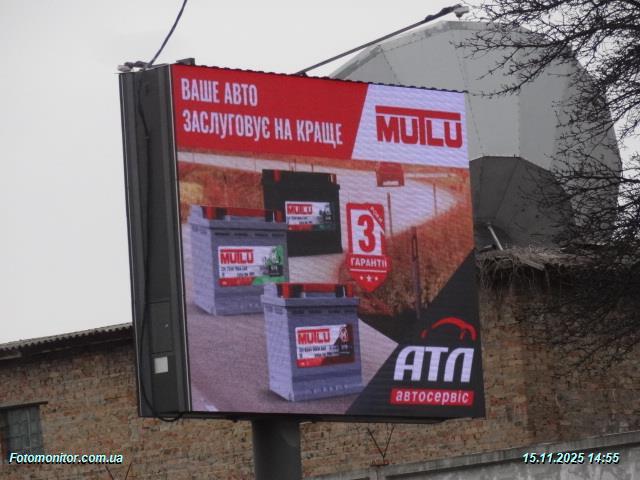 ВАШЕ АВТО
ЗАСЛУГОВУЄ НА КРАЩЕ
MUTLU
3
ГАРАНТІЇ
MUTLU
MUTLU
MUTLU
АТЛ
автосервіс
Fotomonitor.com.ua
15.11.2025 14:55